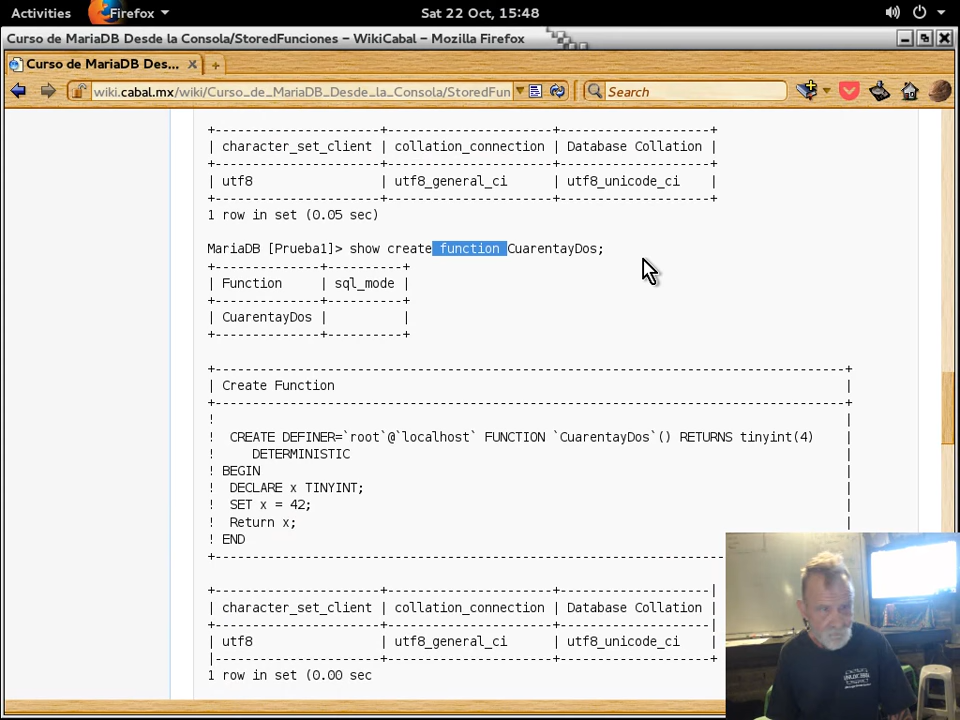 Activities Firefox Sat 22 Oct, 15:48
Curso de MariaDB Desde la Consola/StoredFunciones – WikiCabal – Mozilla Firefox
Curso de MariaDB Des...
wiki.cabal.mx/wiki/Curso_de_MariaDB_Desde_la_Consola/StoredFun Search
+----------------------+----------------------+--------------------+
| character_set_client | collation_connection | Database Collation |
+----------------------+----------------------+--------------------+
| utf8                 | utf8_general_ci      | utf8_unicode_ci    |
+----------------------+----------------------+--------------------+
1 row in set (0.05 sec)
MariaDB [Prueba1]> show create function CuarentayDos;
+--------------+----------+
| Function     | sql_mode |
+--------------+----------+
| CuarentayDos |          |
+--------------+----------+
+------------------------------------------------------------------------------------+
| Create Function                                                                    |
+------------------------------------------------------------------------------------+
!                                                                                    |
!  CREATE DEFINER=`root`@`localhost` FUNCTION `CuarentayDos`() RETURNS tinyint(4)    |
!     DETERMINISTIC                                                                  |
! BEGIN                                                                              |
!  DECLARE x TINYINT;                                                                |
!  SET x = 42;                                                                       |
!  Return x;                                                                         |
! END
+--------------------------------------------------------------------
+----------------------+----------------------+--------------------|
| character_set_client | collation_connection | Database Collation |
+----------------------+----------------------+--------------------|
| utf8                 | utf8_general_ci      | utf8_unicode_ci    |
|----------------------+----------------------+--------------------+
1 row in set (0.00 sec